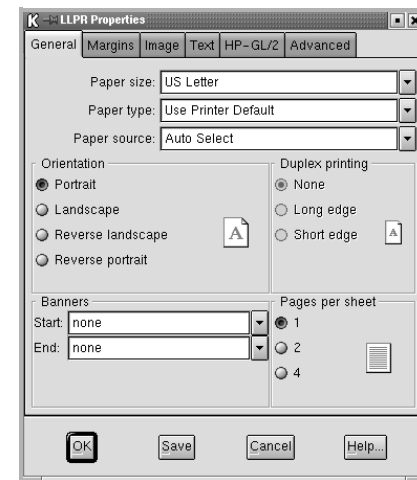 LLPR Properties
General Margins Image Text HP-GL/2 Advanced
Paper size: US Letter
Paper type: Use Printer Default
Paper source: Auto Select
Orientation
Portrait
Landscape
Reverse landscape
Reverse portrait
A
Duplex printing
None
Long edge
Short edge
A
Banners
Start: none
End: none
Pages per sheet
1
2
4
OK Save Cancel Help...